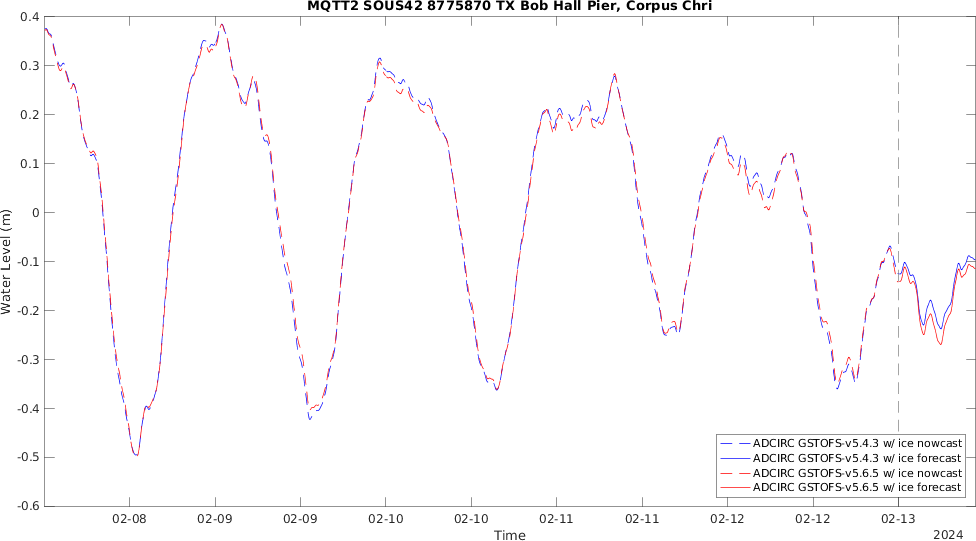 MQTT2 SOUS42 8775870 TX Bob Hall Pier, Corpus Chri
0.4
0.3
0.2
0.1
0
-0.1
-0.2
-0.3
-0.4
-0.5
-0.6
Water Level (m)
ADCIRC GSTOFS-v5.4.3 w/ ice nowcast
ADCIRC GSTOFS-v5.4.3 w/ ice forecast
ADCIRC GSTOFS-v5.6.5 w/ ice nowcast
ADCIRC GSTOFS-v5.6.5 w/ ice forecast
02-08 02-09 02-09 02-10 02-10 02-11 02-11 02-12 02-12 02-13
Time
2024